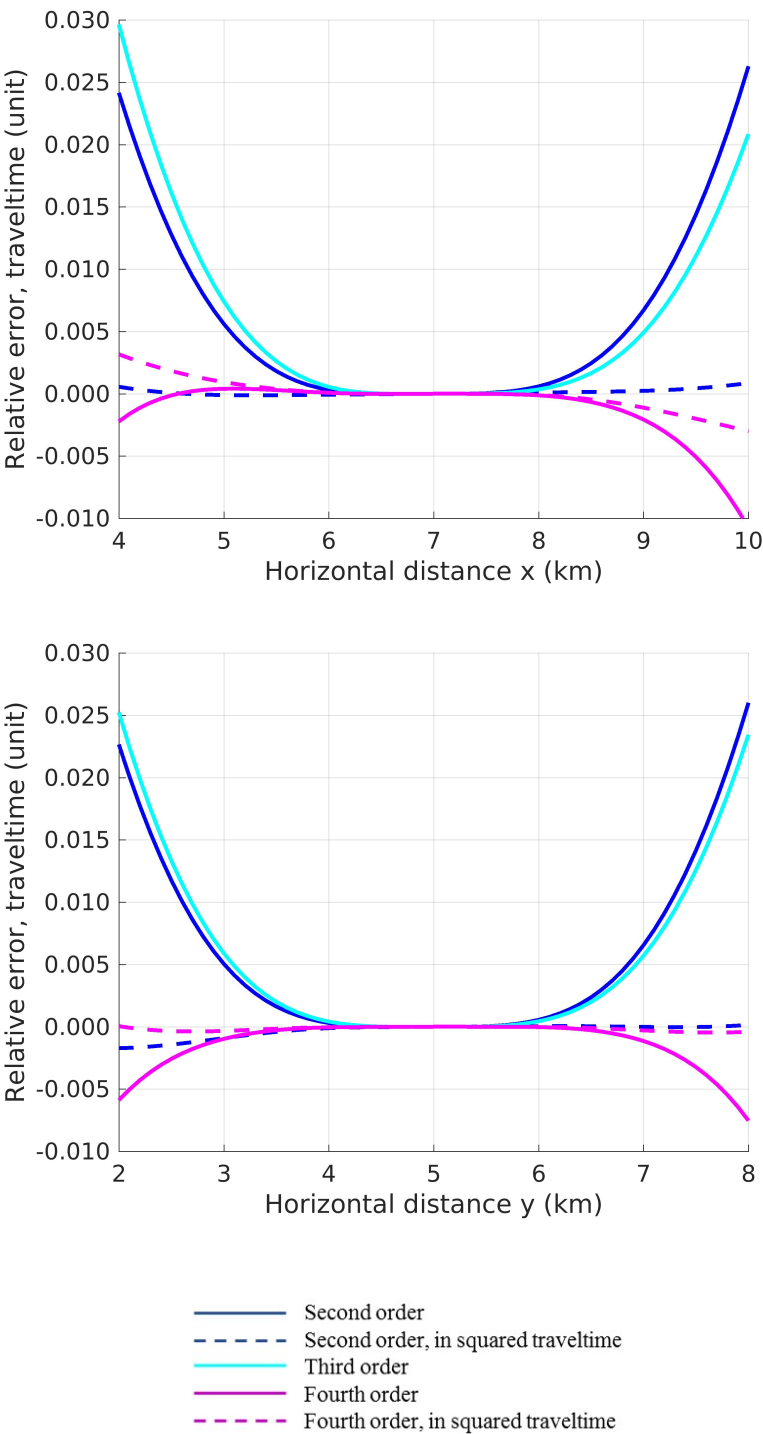 0.030
0.025
0.020
0.015
0.010
0.005
0.000
-0.005
-0.010
Relative error, traveltime (unit)
4 5 6 7 8 9 10
Horizontal distance x (km)
0.030
0.025
0.020
0.015
0.010
0.005
0.000
-0.005
-0.010
Relative error, traveltime (unit)
2 3 4 5 6 7 8
Horizontal distance y (km)
Second order
Second order, in squared traveltime
Third order
Fourth order
Fourth order, in squared traveltime